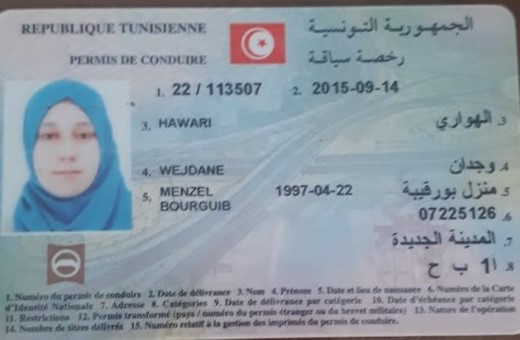 REPUBLIQUE TUNISIENNE الجمهورية التونسية
PERMIS DE CONDUIRE رخصة سياقة
1. 22 / 113507 2. 2015-09-14
3. HAWARI 3. الهواري
4. WEJDANE 4. وجدان
5. MENZEL BOURGUIB 1997-04-22 5. منزل بورقيبة
6. 07225126
7. المدينة الجديدة
8. ا1 ب ح
1. Numéro du permis de conduire 2. Date de délivrance 3. Nom 4. Prénom 5. Date et lieu de naissance 6. Numéro de la Carte
d'Identité Nationale 7. Adresse 8. Catégories 9. Date de délivrance par catégorie 10. Date d'échéance par catégorie
11. Restrictions 12. Permis transformé (pays / numéro du permis étranger ou du brevet militaire) 13. Nature de l'opération
14. Nombre de titres délivrés 15. Numéro relatif à la gestion des imprimés du permis de conduire.